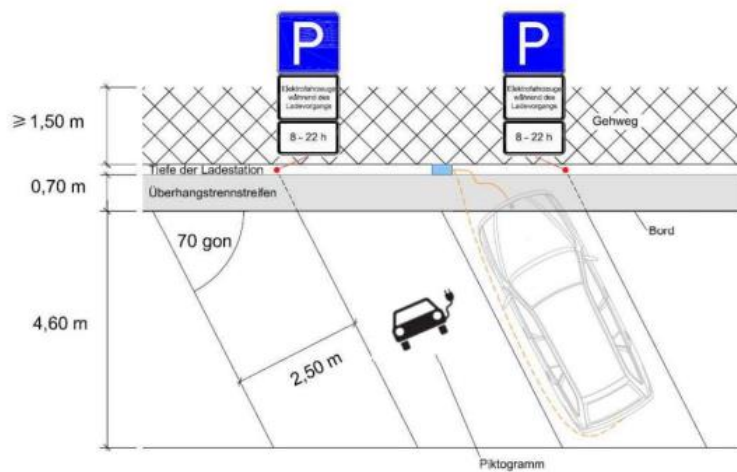 P
P
Elektrofahrzeuge
während des
Ladevorgangs
Elektrofahrzeuge
während des
Ladevorgangs
8 – 22 h
8 – 22 h
≥ 1,50 m
Gehweg
Tiefe der Ladestation
0,70 m
Überhangstrennstreifen
Bord
70 gon
4,60 m
2,50 m
Piktogramm